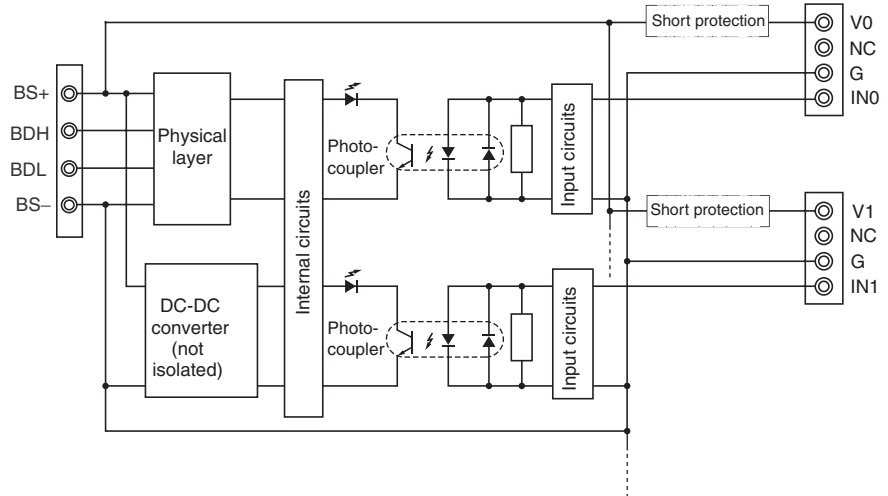 Short protection
V0
NC
G
IN0
BS+
BDH
BDL
BS−
Physical
layer
Internal circuits
Photo-
coupler
Input circuits
Short protection
V1
NC
G
IN1
DC-DC
converter
(not
isolated)
Photo-
coupler
Input circuits